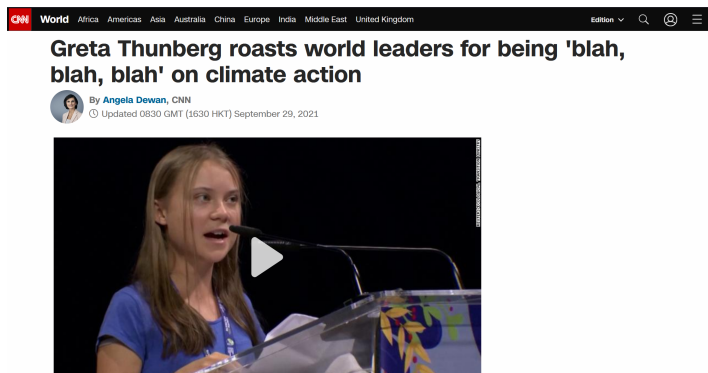 CNN World Africa Americas Asia Australia China Europe India Middle East United Kingdom Edition
Greta Thunberg roasts world leaders for being 'blah,
blah, blah' on climate action
By Angela Dewan, CNN
Updated 0830 GMT (1630 HKT) September 29, 2021